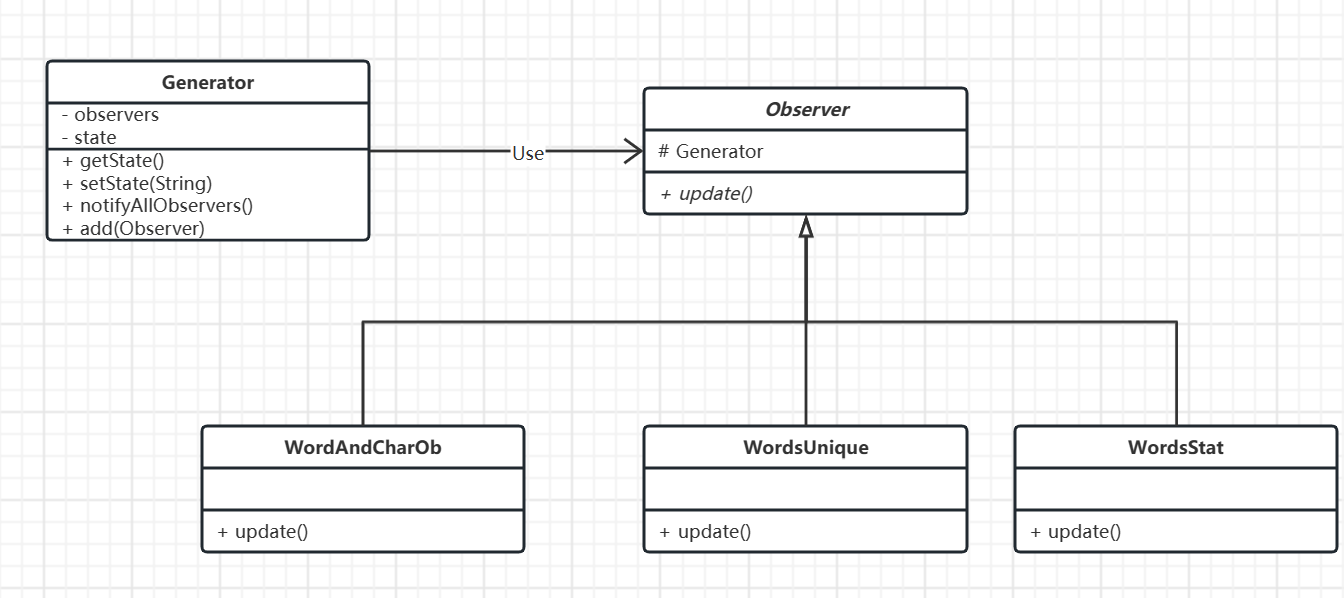 Generator
- observers
- state
+ getState()
+ setState(String)
+ notifyAllObservers()
+ add(Observer)
Use
Observer
# Generator
+ update()
WordAndCharOb
+ update()
WordsUnique
+ update()
WordsStat
+ update()